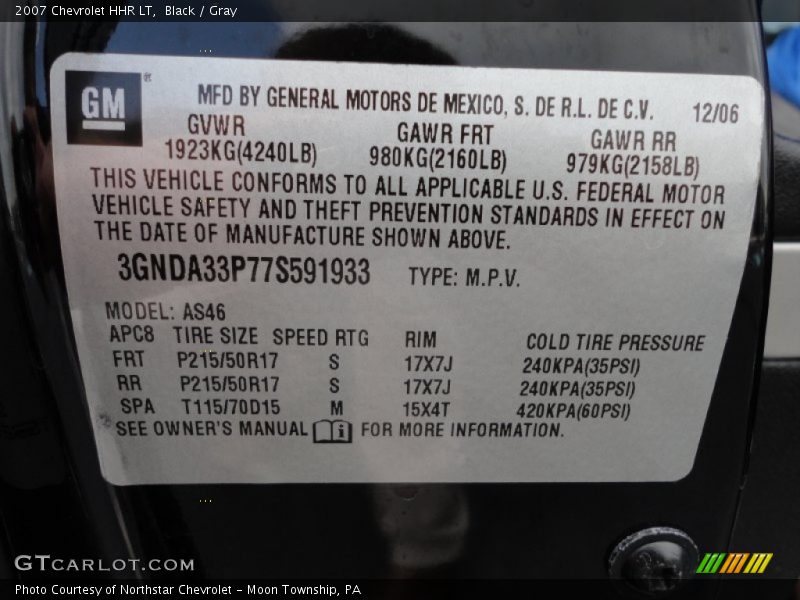 2007 Chevrolet HHR LT, Black / Gray
GM ®
MFD BY GENERAL MOTORS DE MEXICO, S. DE R.L. DE C.V. 12/06
GVWR GAWR FRT GAWR RR
1923KG(4240LB) 980KG(2160LB) 979KG(2158LB)
THIS VEHICLE CONFORMS TO ALL APPLICABLE U.S. FEDERAL MOTOR
VEHICLE SAFETY AND THEFT PREVENTION STANDARDS IN EFFECT ON
THE DATE OF MANUFACTURE SHOWN ABOVE.
3GNDA33P77S591933 TYPE: M.P.V.
MODEL: AS46
APC8 TIRE SIZE SPEED RTG RIM COLD TIRE PRESSURE
FRT P215/50R17 S 17X7J 240KPA(35PSI)
RR P215/50R17 S 17X7J 240KPA(35PSI)
SPA T115/70D15 M 15X4T 420KPA(60PSI)
SEE OWNER'S MANUAL i FOR MORE INFORMATION.
GTCARLOT.COM
Photo Courtesy of Northstar Chevrolet - Moon Township, PA